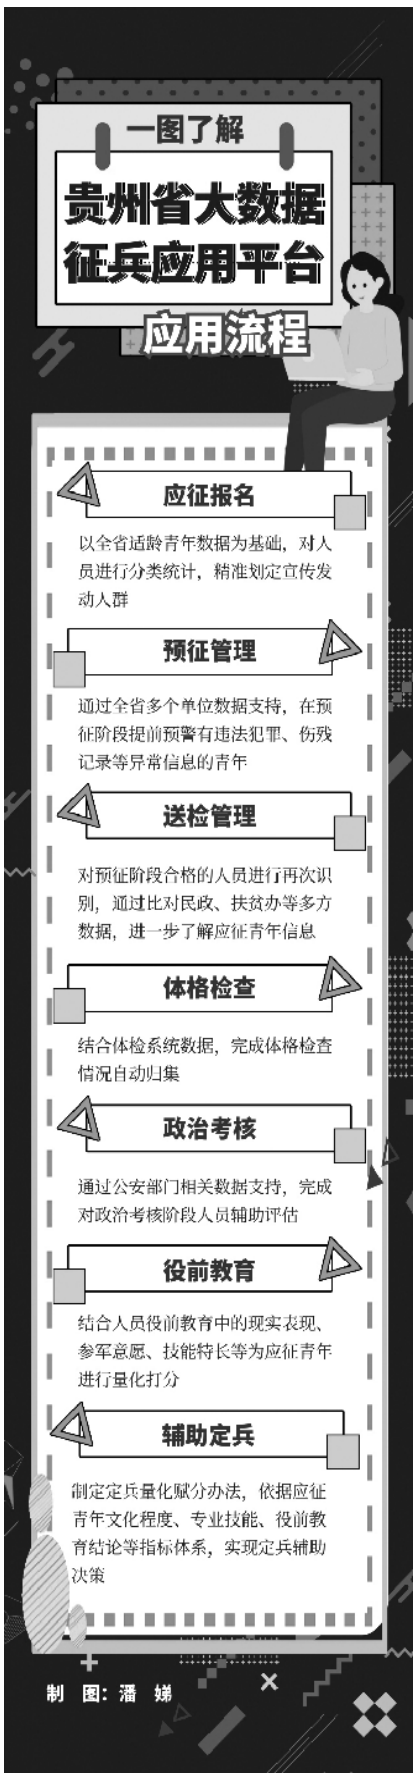 一图了解
贵州省大数据
征兵应用平台
应用流程
应征报名
以全省适龄青年数据为基础，对人
员进行分类统计，精准划定宣传发
动人群
预征管理
通过全省多个单位数据支持，在预
征阶段提前预警有违法犯罪、伤残
记录等异常信息的青年
送检管理
对预征阶段合格的人员进行再次识
别，通过比对民政、扶贫办等多方
数据，进一步了解应征青年信息
体格检查
结合体检系统数据，完成体格检查
情况自动归集
政治考核
通过公安部门相关数据支持，完成
对政治考核阶段人员辅助评估
役前教育
结合人员役前教育中的现实表现、
参军意愿、技能特长等为应征青年
进行量化打分
辅助定兵
制定定兵量化赋分办法，依据应征
青年文化程度、专业技能、役前教
育结论等指标体系，实现定兵辅助
决策
制 图：潘 娣